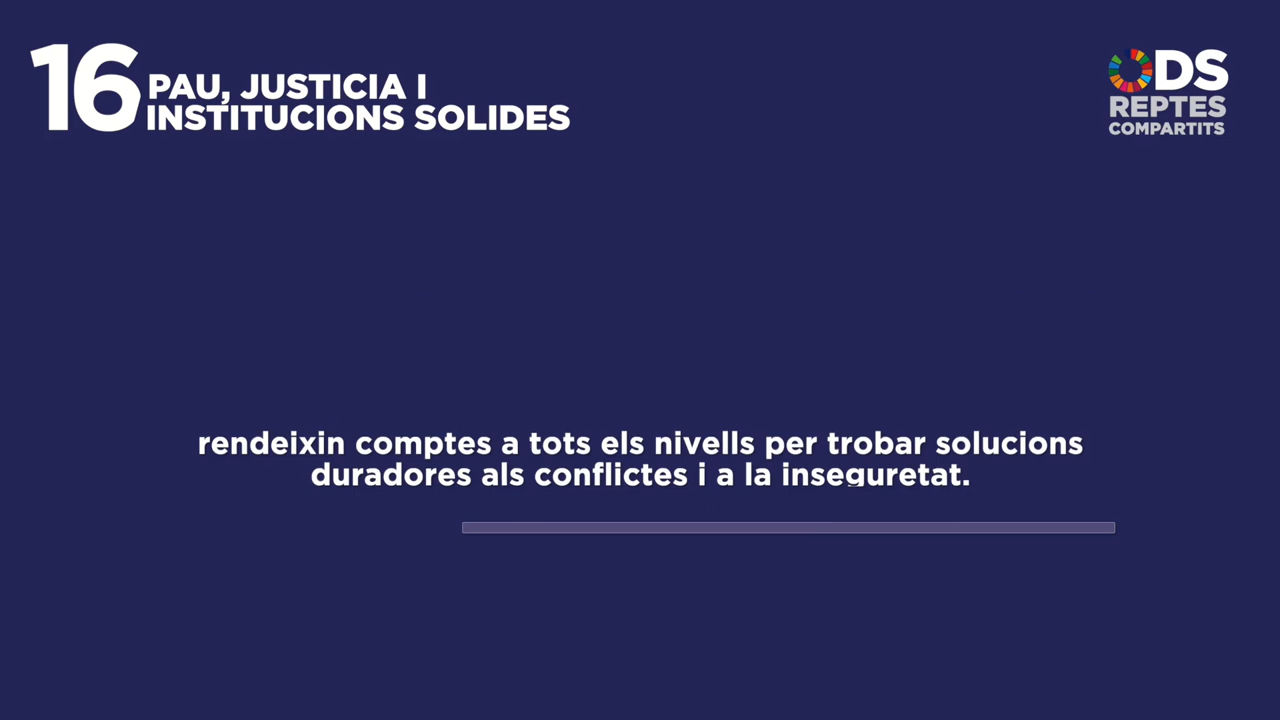 16 PAU, JUSTICIA I
INSTITUCIONS SOLIDES
ODS
REPTES
COMPARTITS
rendeixin comptes a tots els nivells per trobar solucions
duradores als conflictes i a la inseguretat.